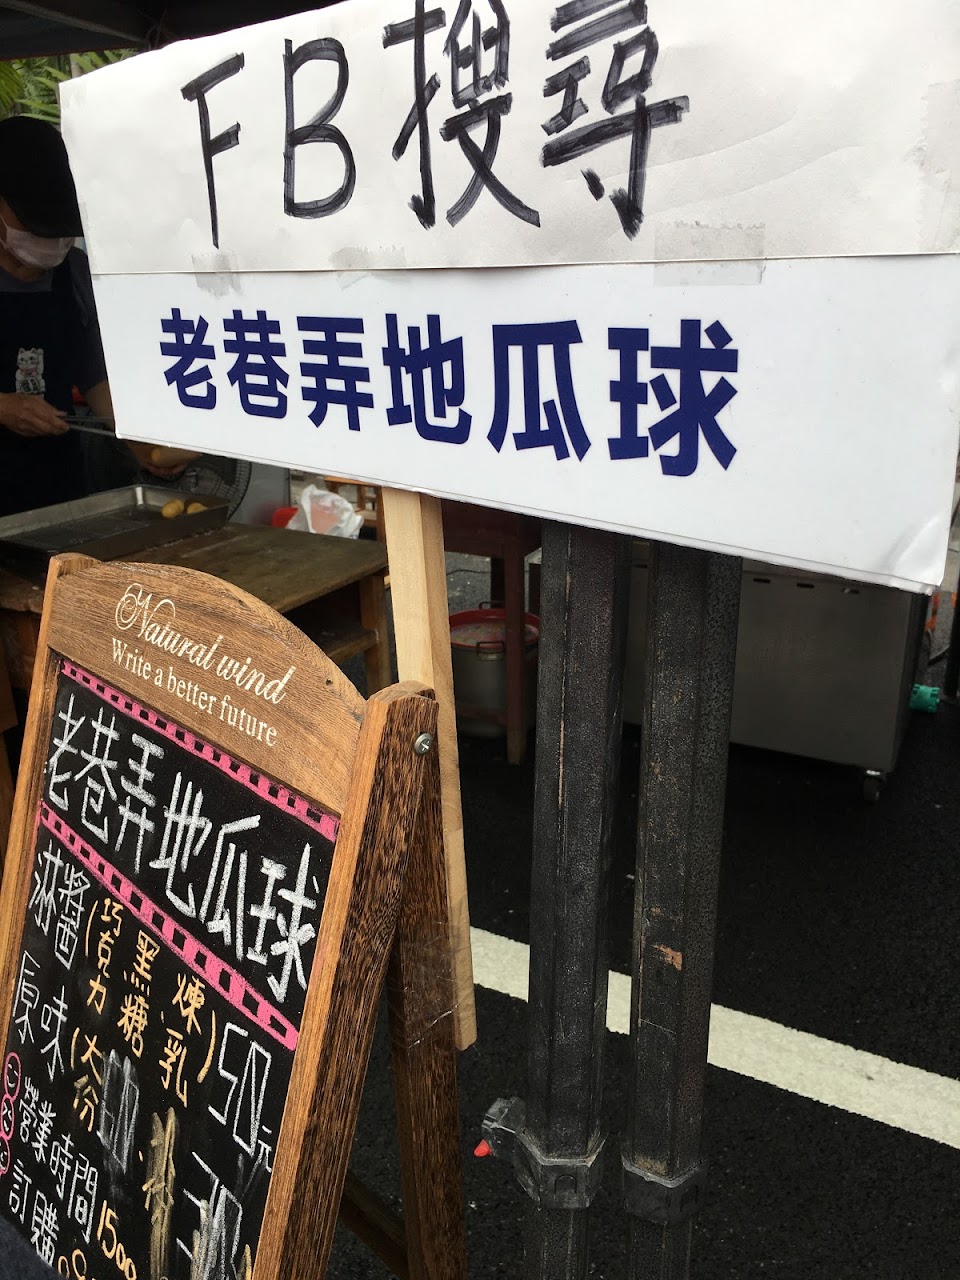 FB搜尋
老巷弄地瓜球
Natural wind
Write a better future
老巷弄地瓜球
淋醬(巧克力 黑糖 煉乳)50元
原味(大份
營業時間1500
訂購